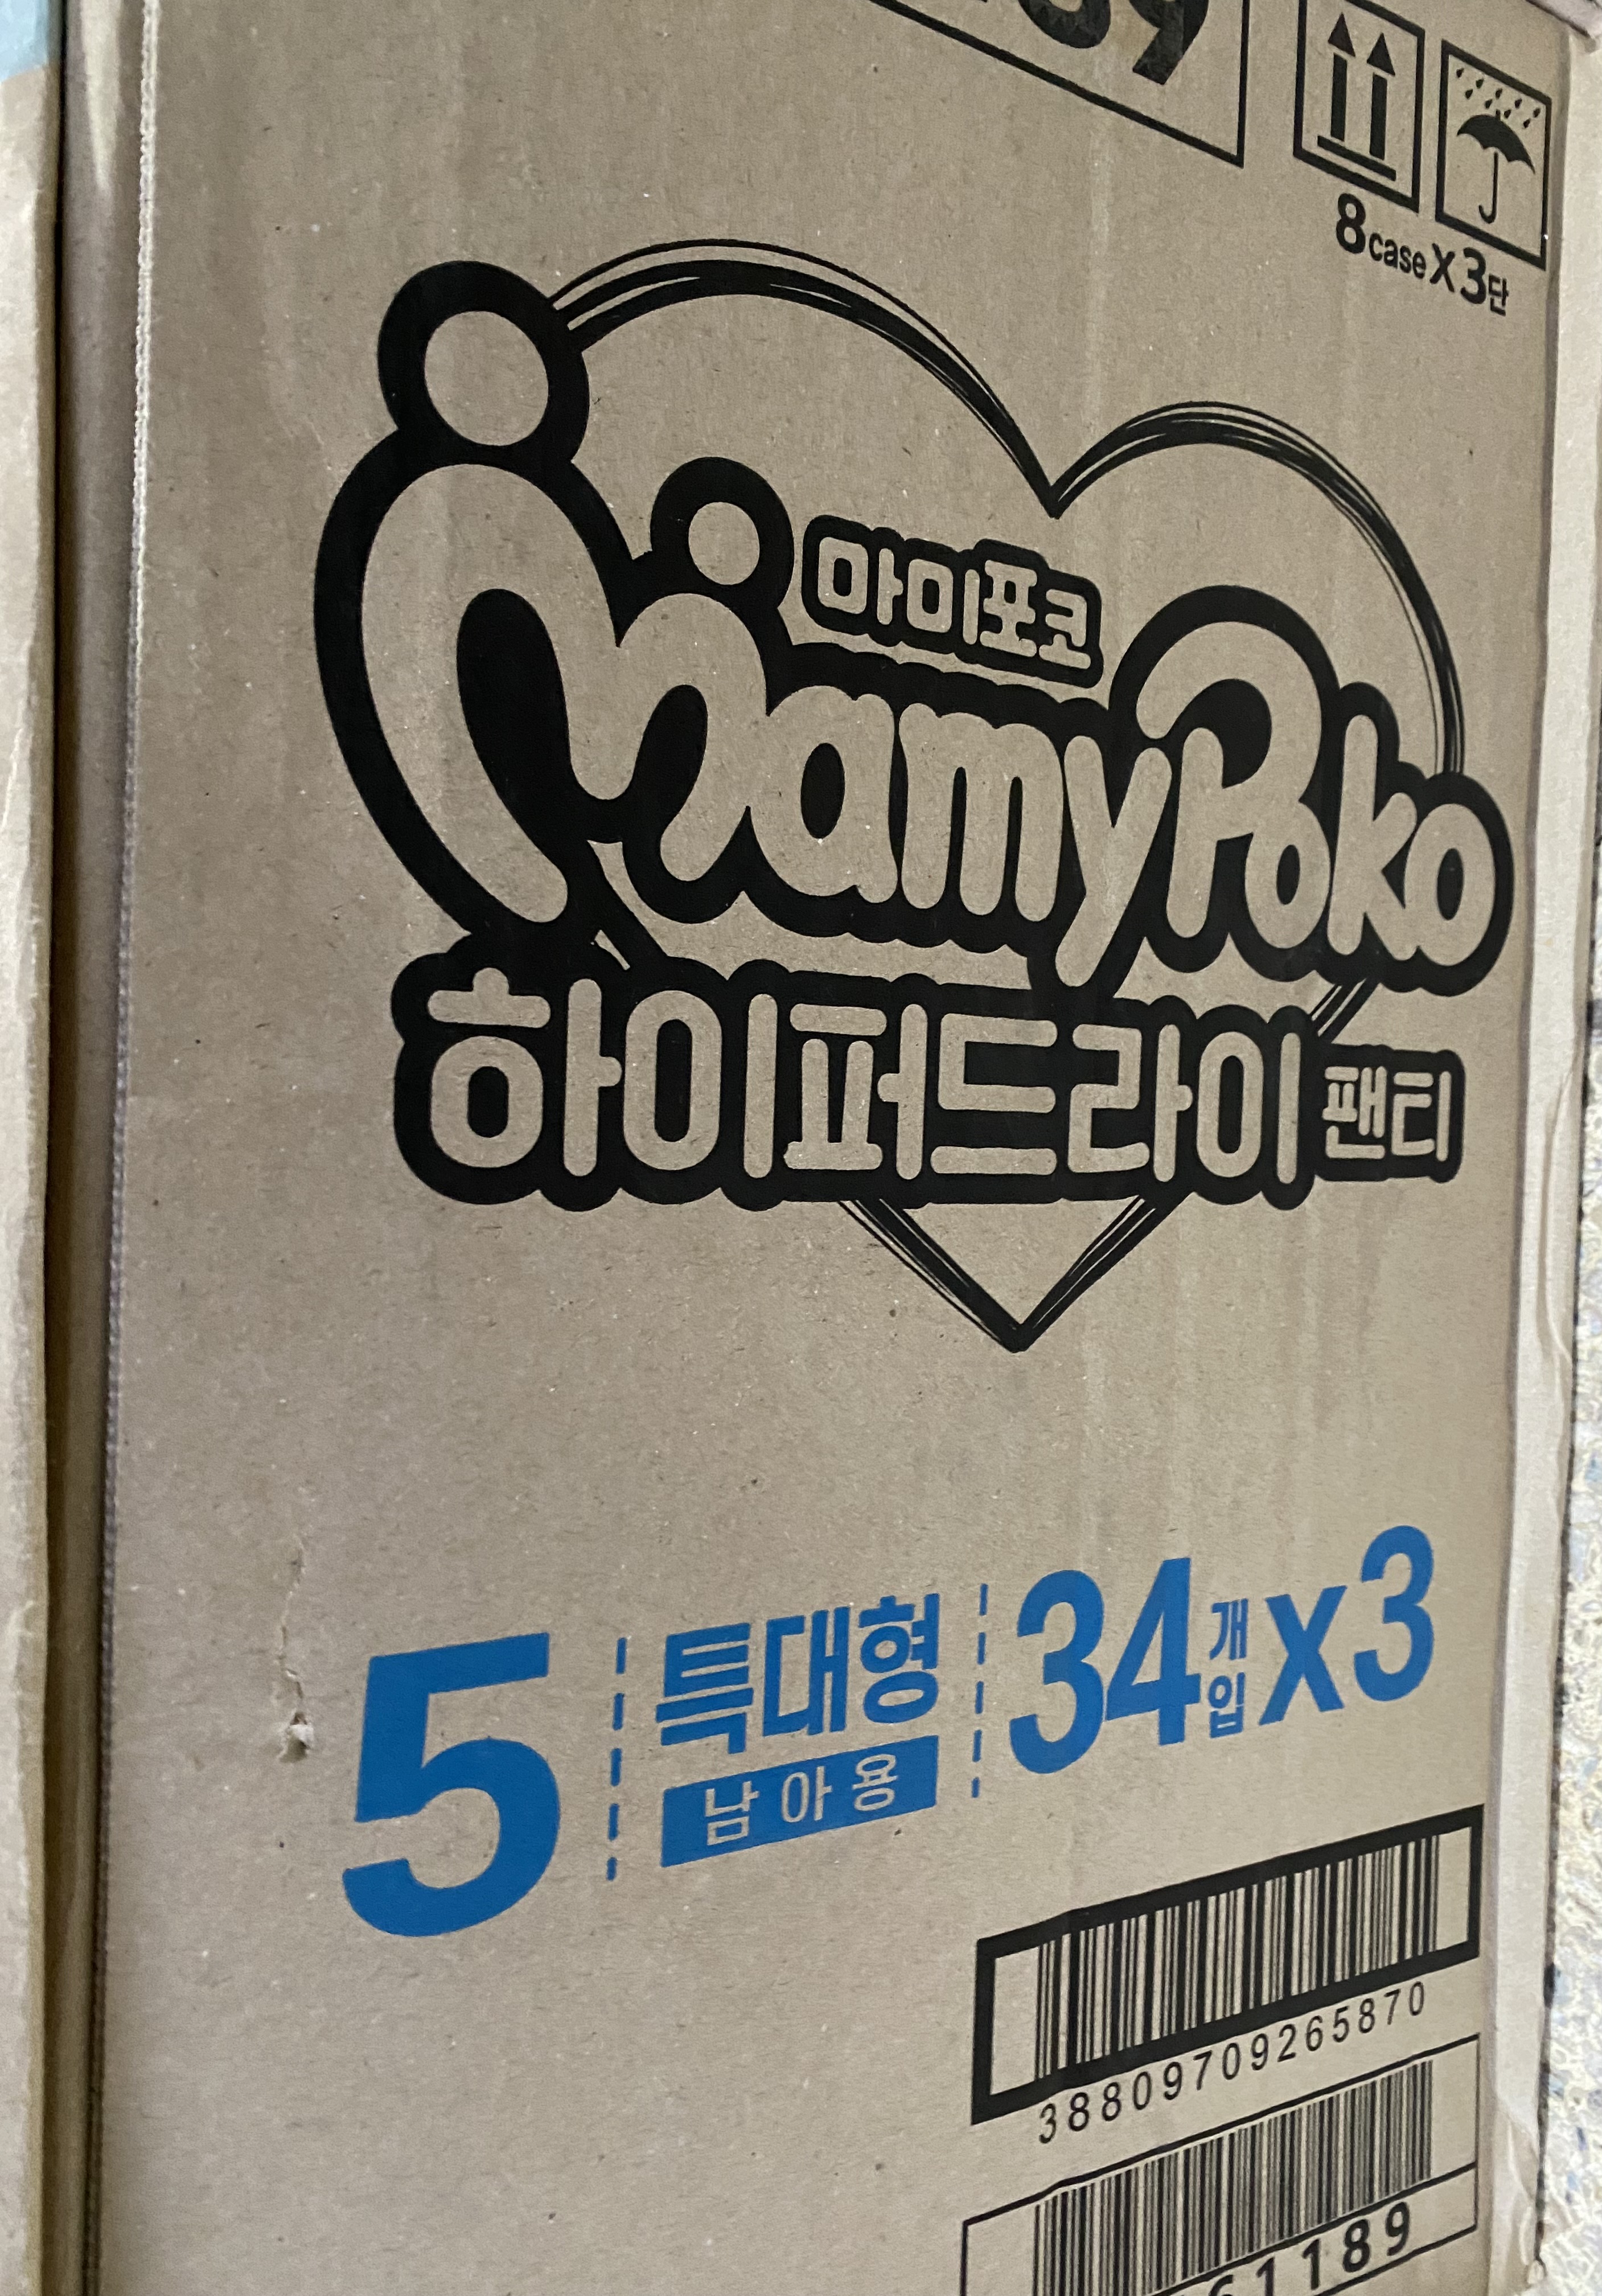 8case X 3단
마미포코
MamyPoko
하이퍼드라이 팬티
5 특대형 34개입 x3
남아용
38809709265870
1189